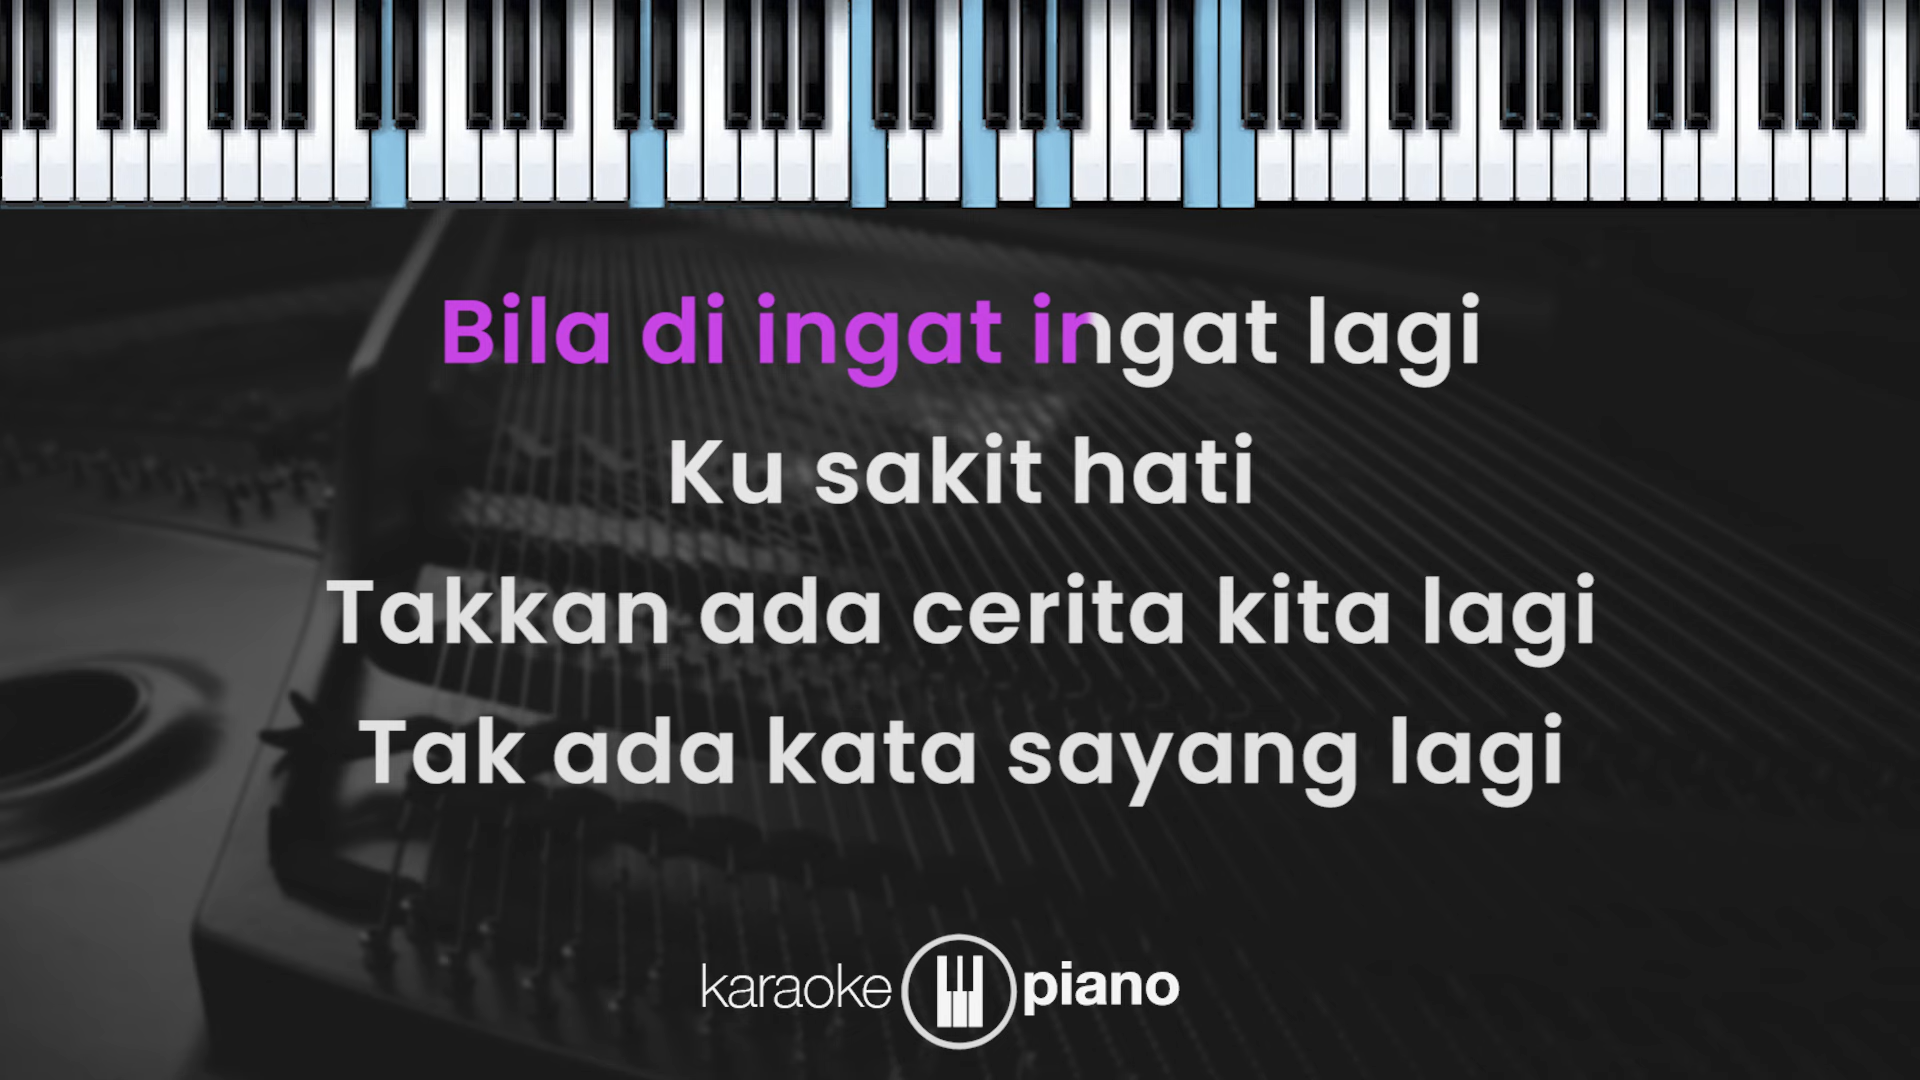 Bila di ingat ingat lagi
Ku sakit hati
Takkan ada cerita kita lagi
Tak ada kata sayang lagi
karaoke piano